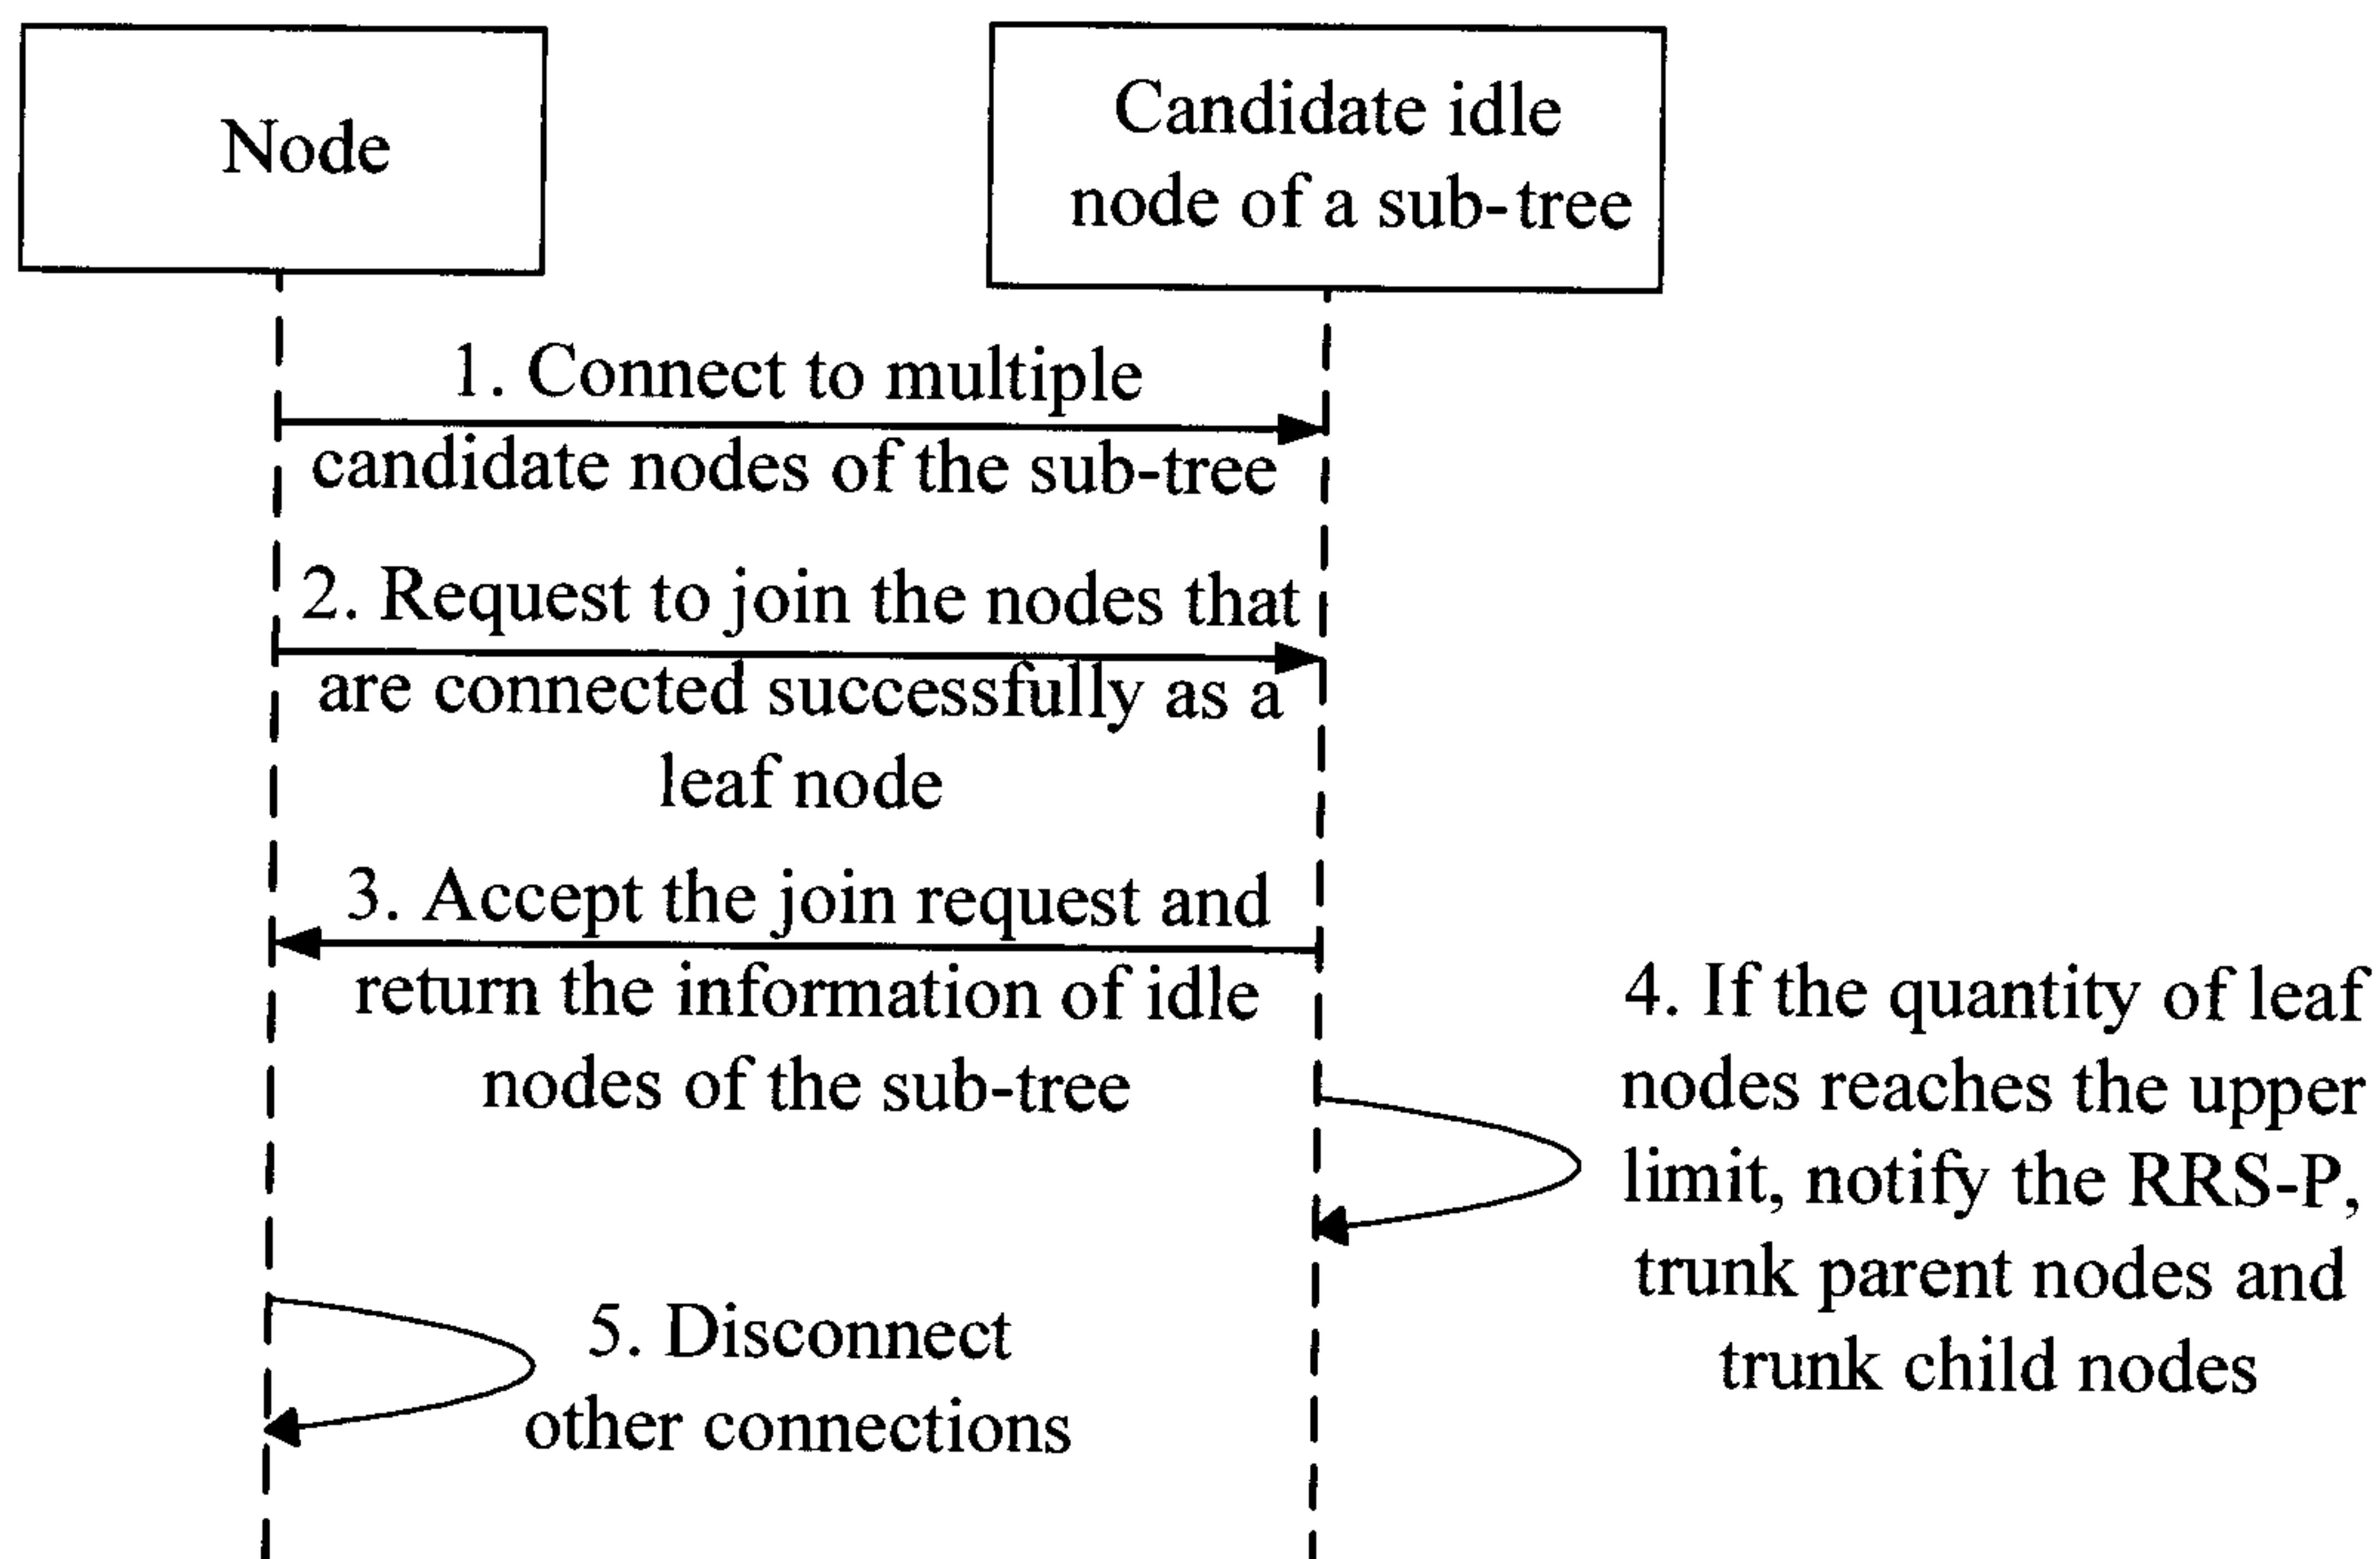 Node
Candidate idle
node of a sub-tree
1. Connect to multiple
candidate nodes of the sub-tree
2. Request to join the nodes that
are connected successfully as a
leaf node
3. Accept the join request and
return the information of idle
nodes of the sub-tree
4. If the quantity of leaf
nodes reaches the upper
limit, notify the RRS-P,
trunk parent nodes and
trunk child nodes
5. Disconnect
other connections